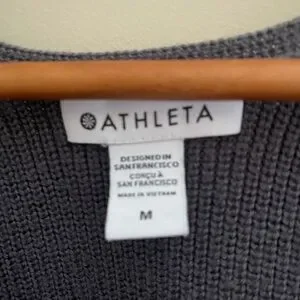 ATHLETA
DESIGNED IN
SAN FRANCISCO
CONÇU À
SAN FRANCISCO
MADE IN VIETNAM
M